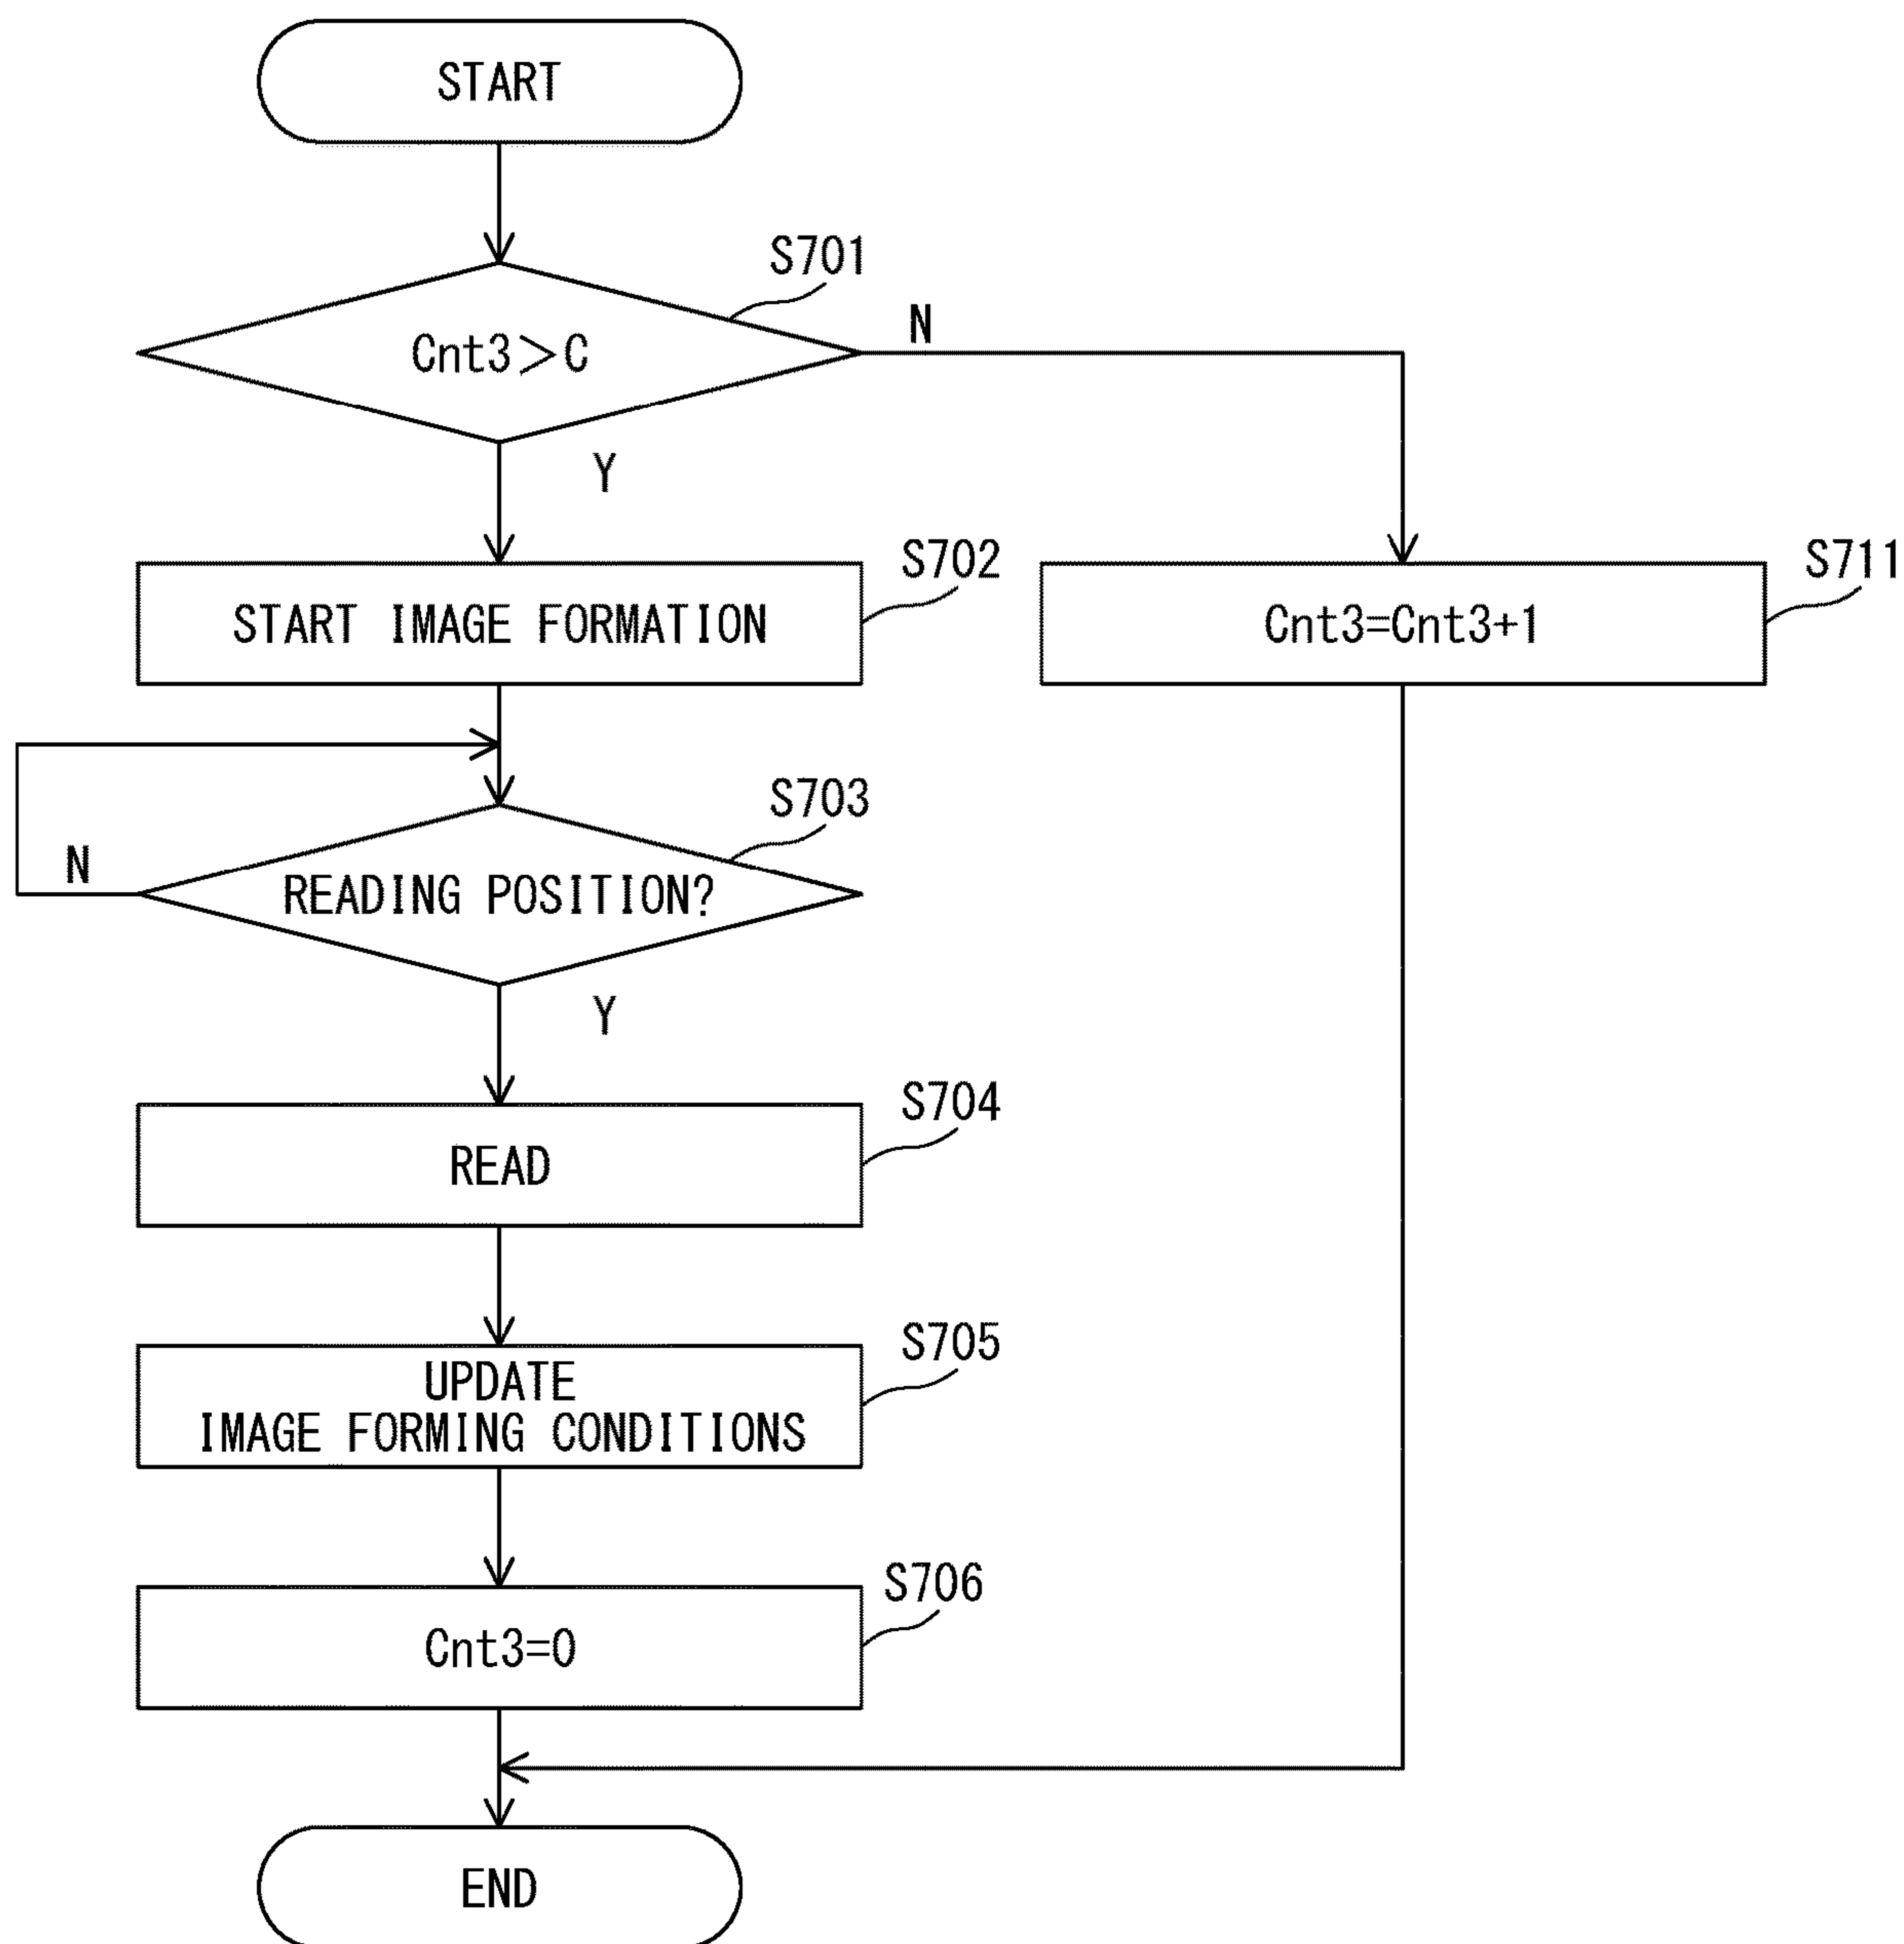 START
S701
Cnt3>C
N
Y
S702
START IMAGE FORMATION
S711
Cnt3=Cnt3+1
S703
READING POSITION?
N
Y
S704
READ
S705
UPDATE
IMAGE FORMING CONDITIONS
S706
Cnt3=0
END